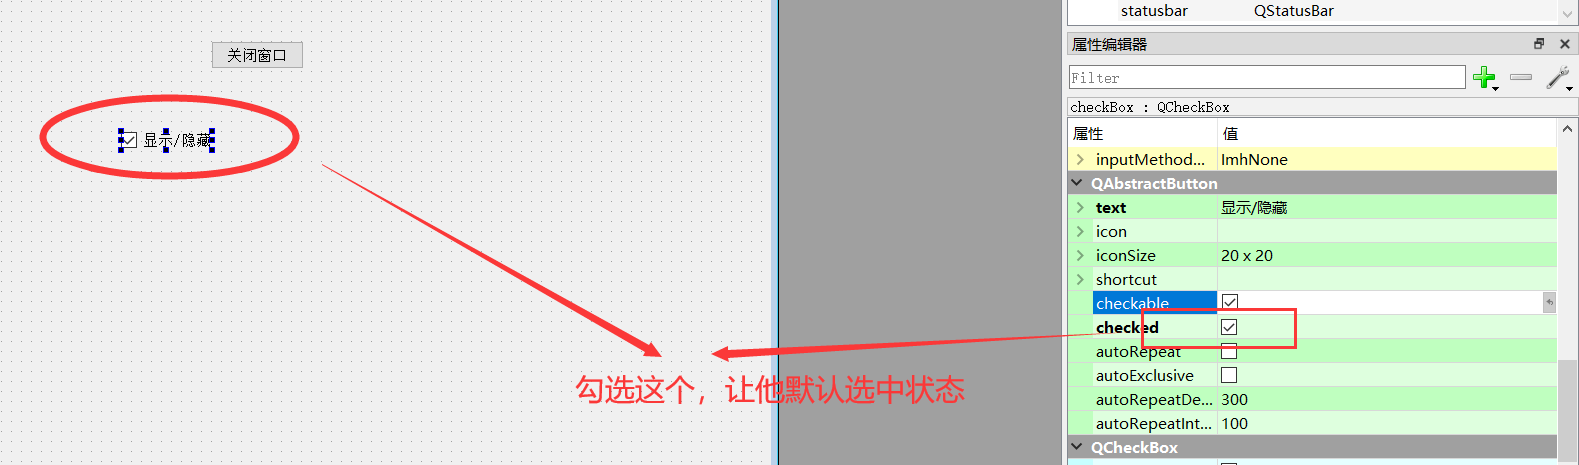 关闭窗口
显示/隐藏
勾选这个，让他默认选中状态
statusbar QStatusBar
属性编辑器
Filter
checkBox : QCheckBox
属性 值
inputMethod... ImhNone
QAbstractButton
text 显示/隐藏
icon
iconSize 20 x 20
shortcut
checkable
checked
autoRepeat
autoExclusive
autoRepeatDe... 300
autoRepeatInt... 100
QCheckBox